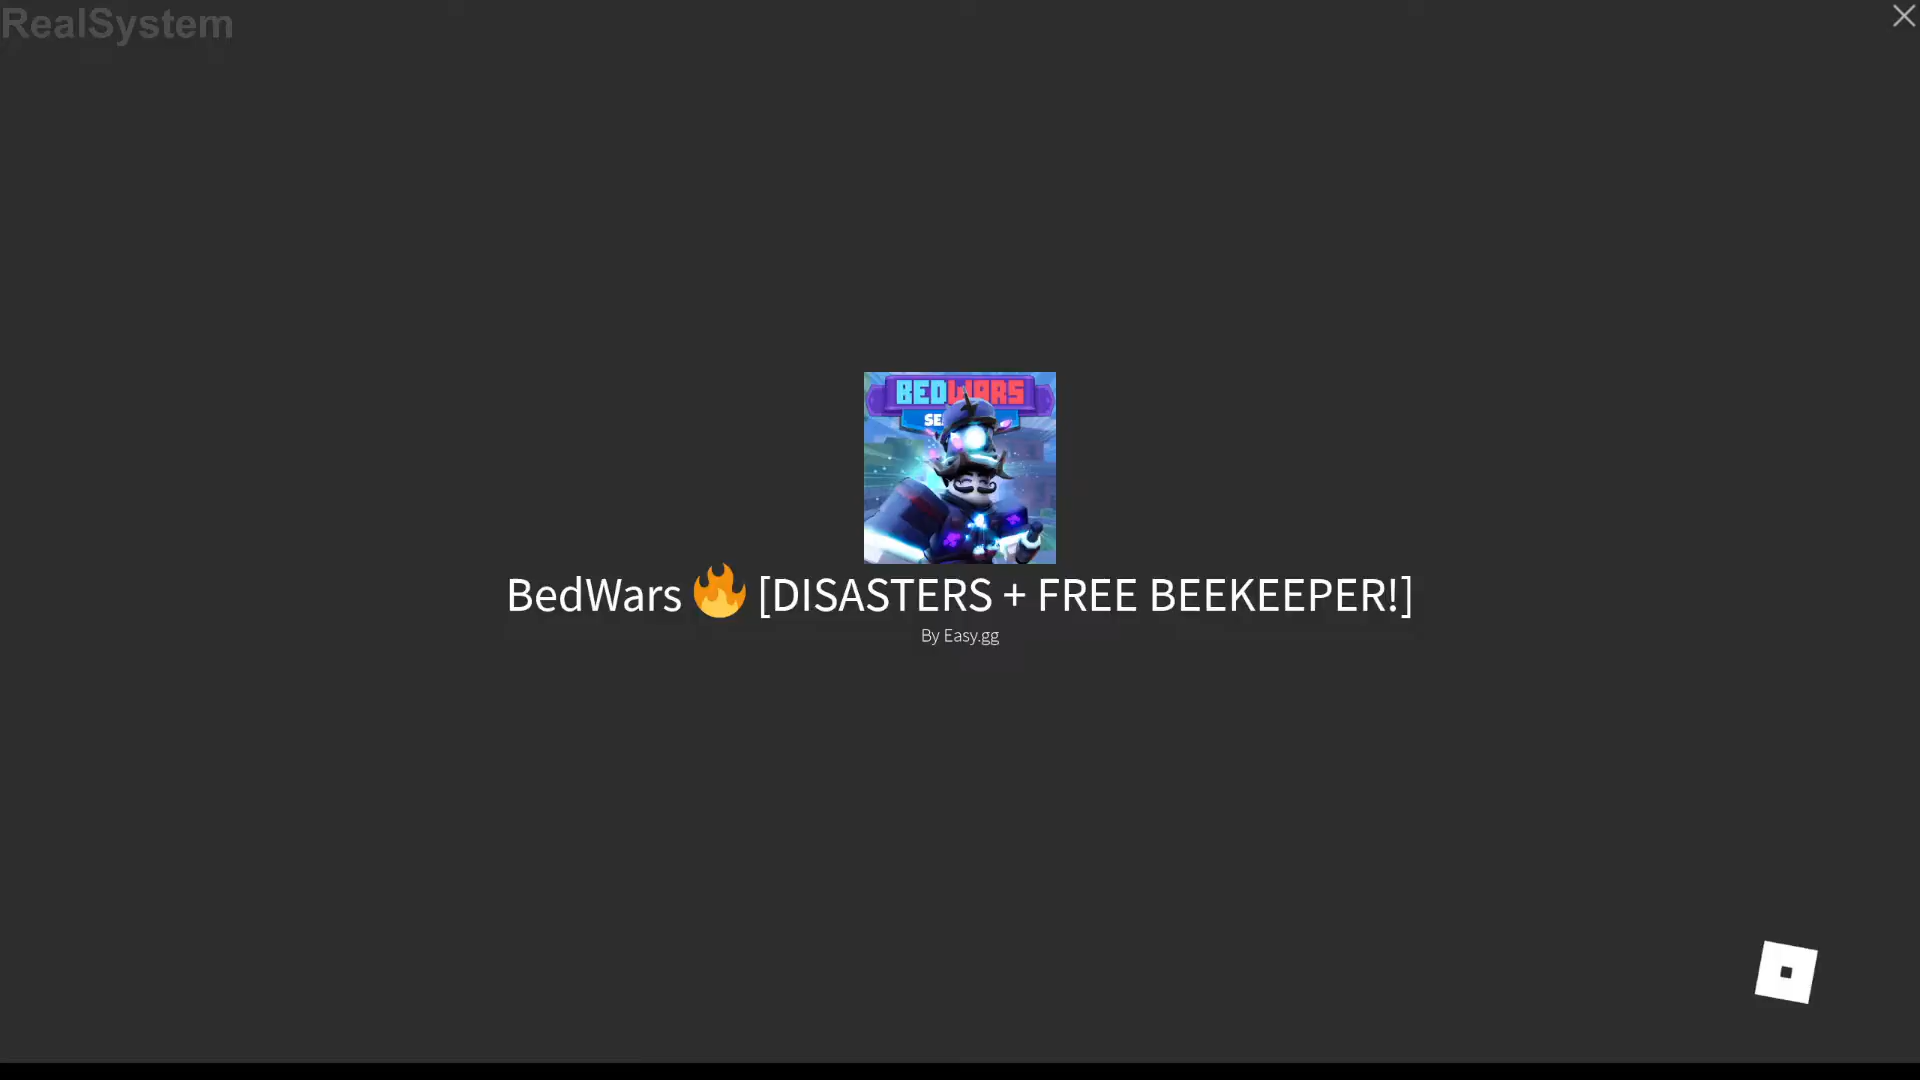 RealSystem
BEDWARS
BedWars 🔥 [DISASTERS + FREE BEEKEEPER!]
By Easy.gg